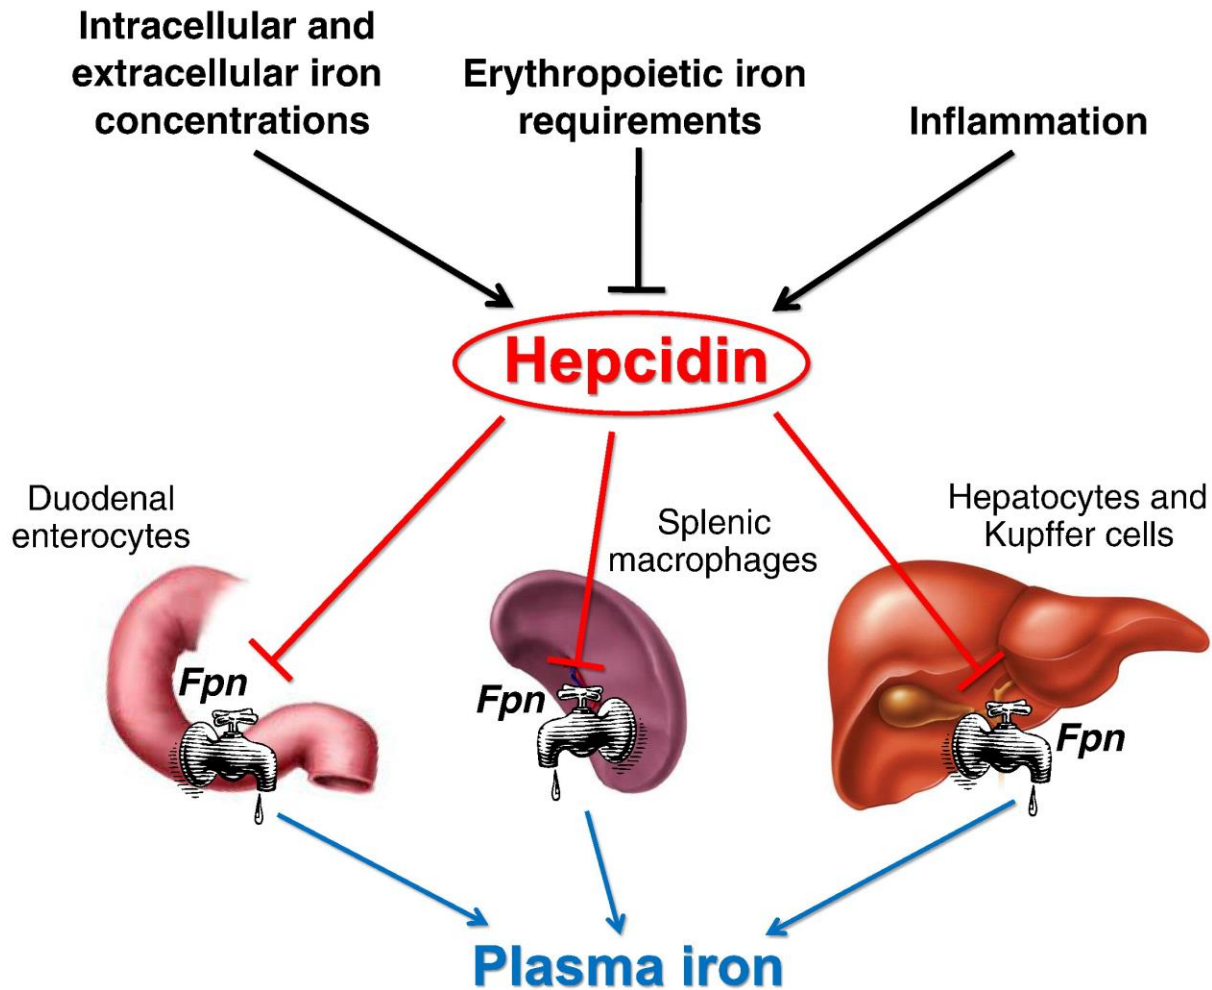 Intracellular and
extracellular iron
concentrations
Erythropoietic iron
requirements
Inflammation
Hepcidin
Duodenal
enterocytes
Splenic
macrophages
Hepatocytes and
Kupffer cells
Fpn
Fpn
Fpn
Plasma iron